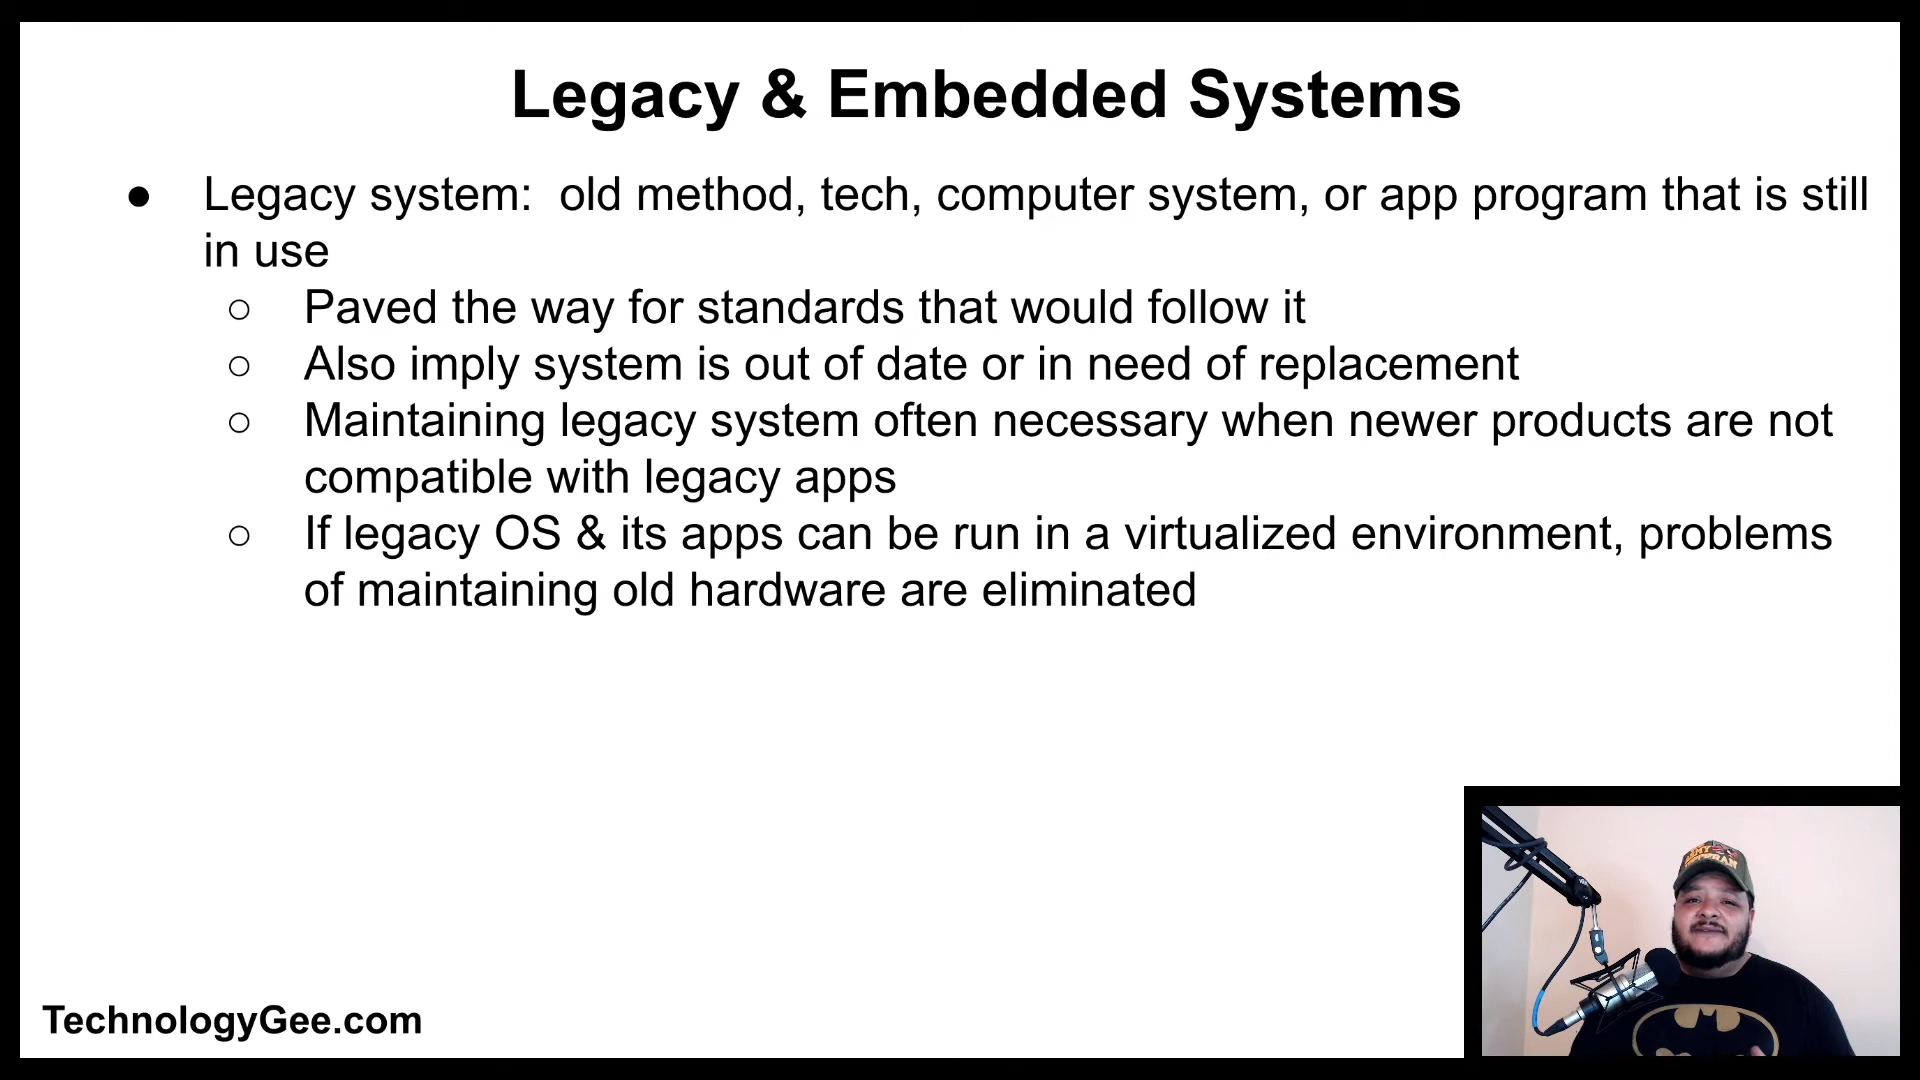 Legacy & Embedded Systems
● Legacy system:  old method, tech, computer system, or app program that is still
in use
○ Paved the way for standards that would follow it
○ Also imply system is out of date or in need of replacement
○ Maintaining legacy system often necessary when newer products are not
compatible with legacy apps
○ If legacy OS & its apps can be run in a virtualized environment, problems
of maintaining old hardware are eliminated
TechnologyGee.com